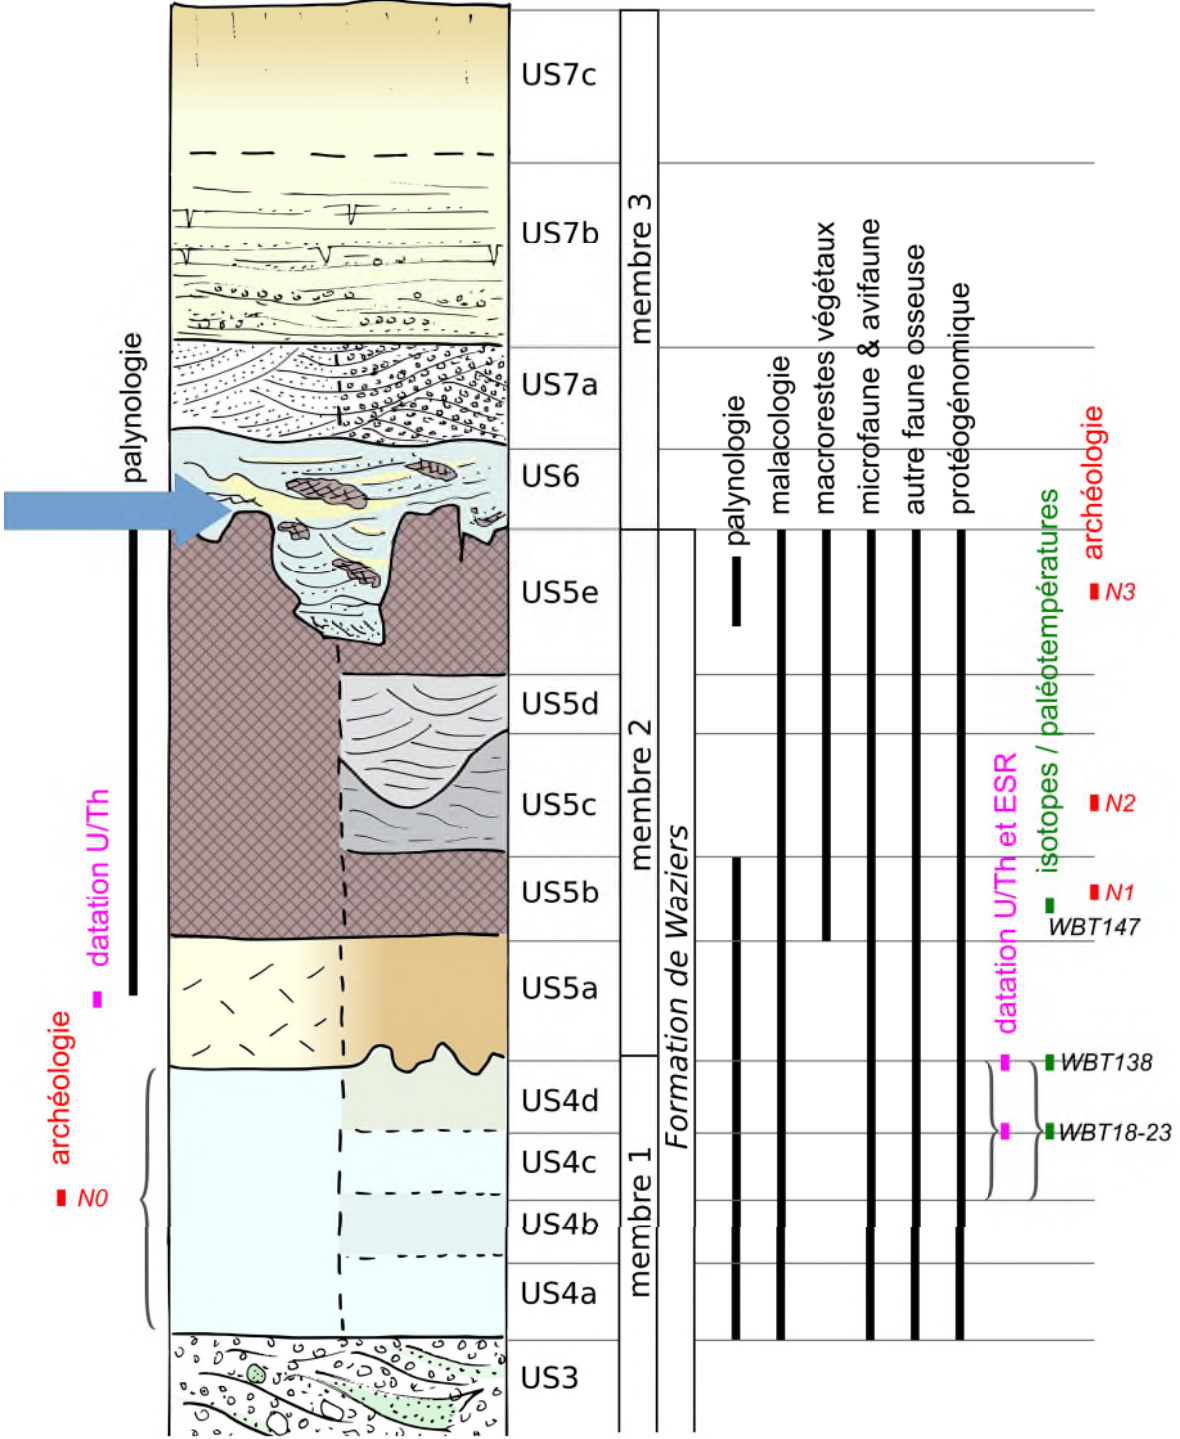 US7c
US7b
US7a
US6
US5e
US5d
US5c
US5b
US5a
US4d
US4c
US4b
US4a
US3
membre 3
membre 2
membre 1
Formation de Waziers
palynologie
datation U/Th
archéologie
N0
palynologie
malacologie
macrorestes végétaux
microfaune & avifaune
autre faune osseuse
protéogénomique
datation U/Th et ESR
isotopes / paléotempératures
archéologie
N3
N2
N1
WBT147
WBT138
WBT18-23